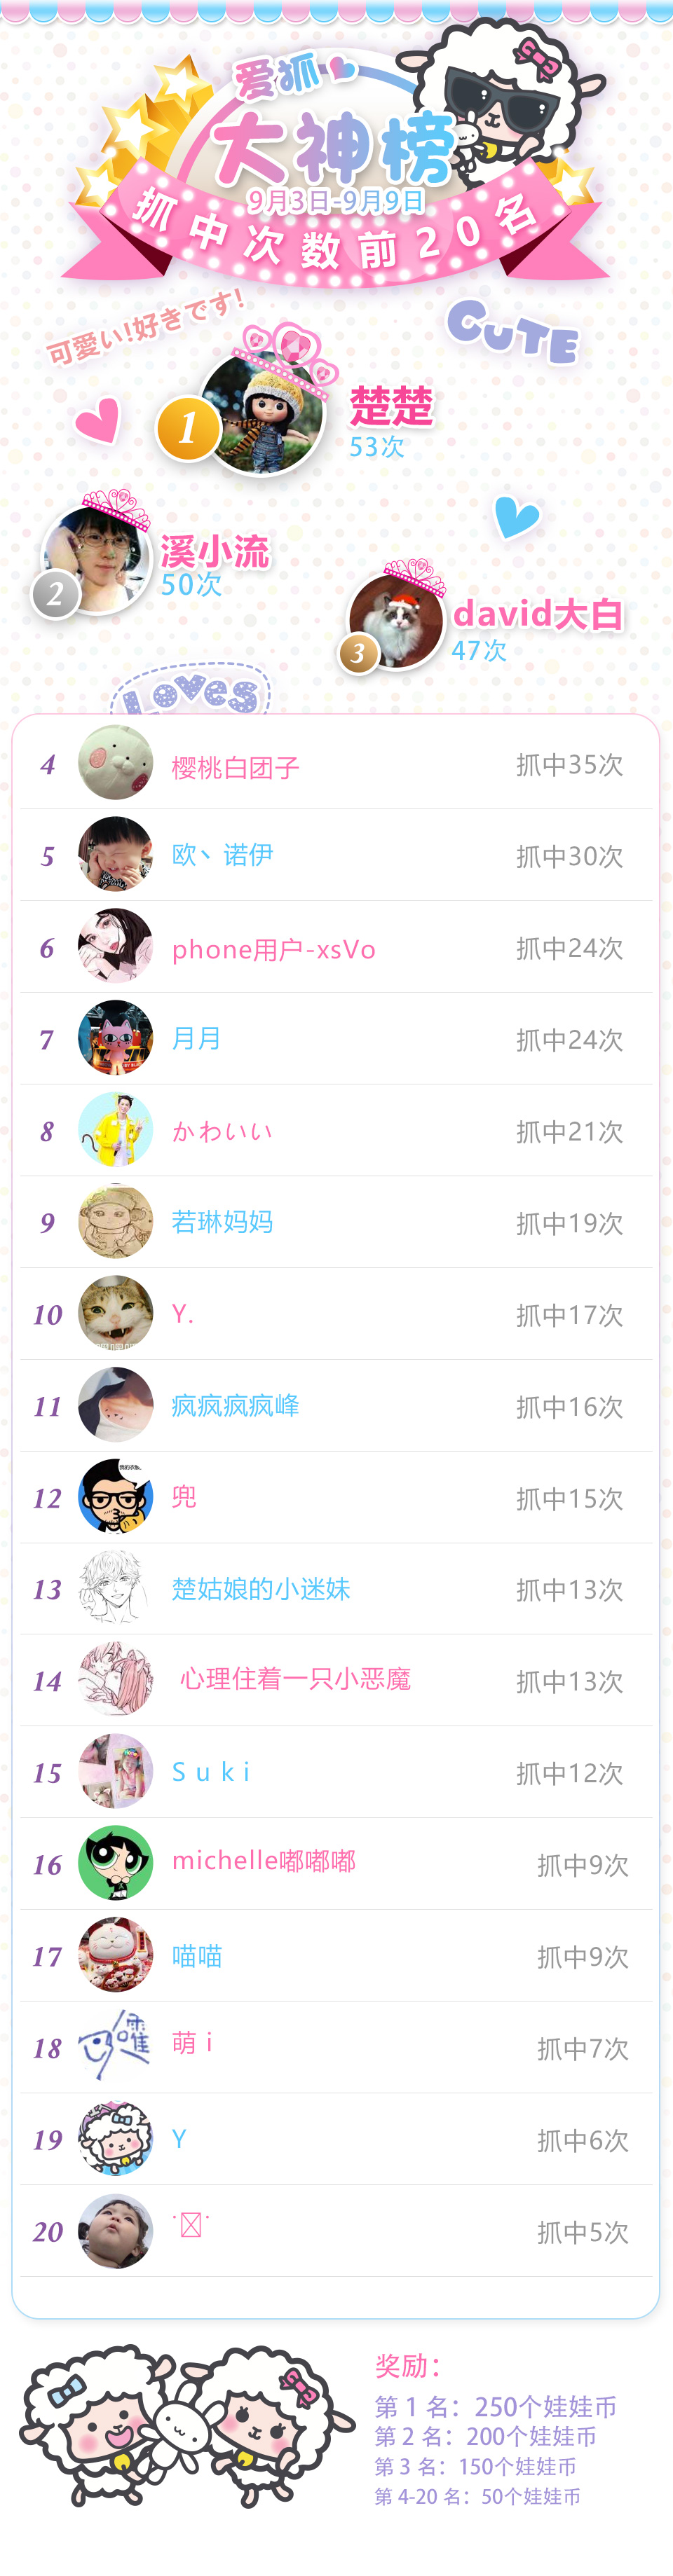 爱狐
大神榜
9月3日-9月9日
抓中次数前20名
可愛い!好きです!
CUTE
1
楚楚
53次
2
溪小流
50次
3
david大白
47次
Loves
4 樱桃白团子 抓中35次
5 欧丶诺伊 抓中30次
6 phone用户-xsVo 抓中24次
7 月月 抓中24次
8 かわいい 抓中21次
9 若琳妈妈 抓中19次
10 Y. 抓中17次
11 疯疯疯疯峰 抓中16次
12 兜 抓中15次
13 楚姑娘的小迷妹 抓中13次
14 心理住着一只小恶魔 抓中13次
15 S u k i 抓中12次
16 michelle嘟嘟嘟 抓中9次
17 喵喵 抓中9次
18 萌 i 抓中7次
19 Y 抓中6次
20 抓中5次
奖励：
第 1 名：250个娃娃币
第 2 名：200个娃娃币
第 3 名：150个娃娃币
第 4-20 名：50个娃娃币